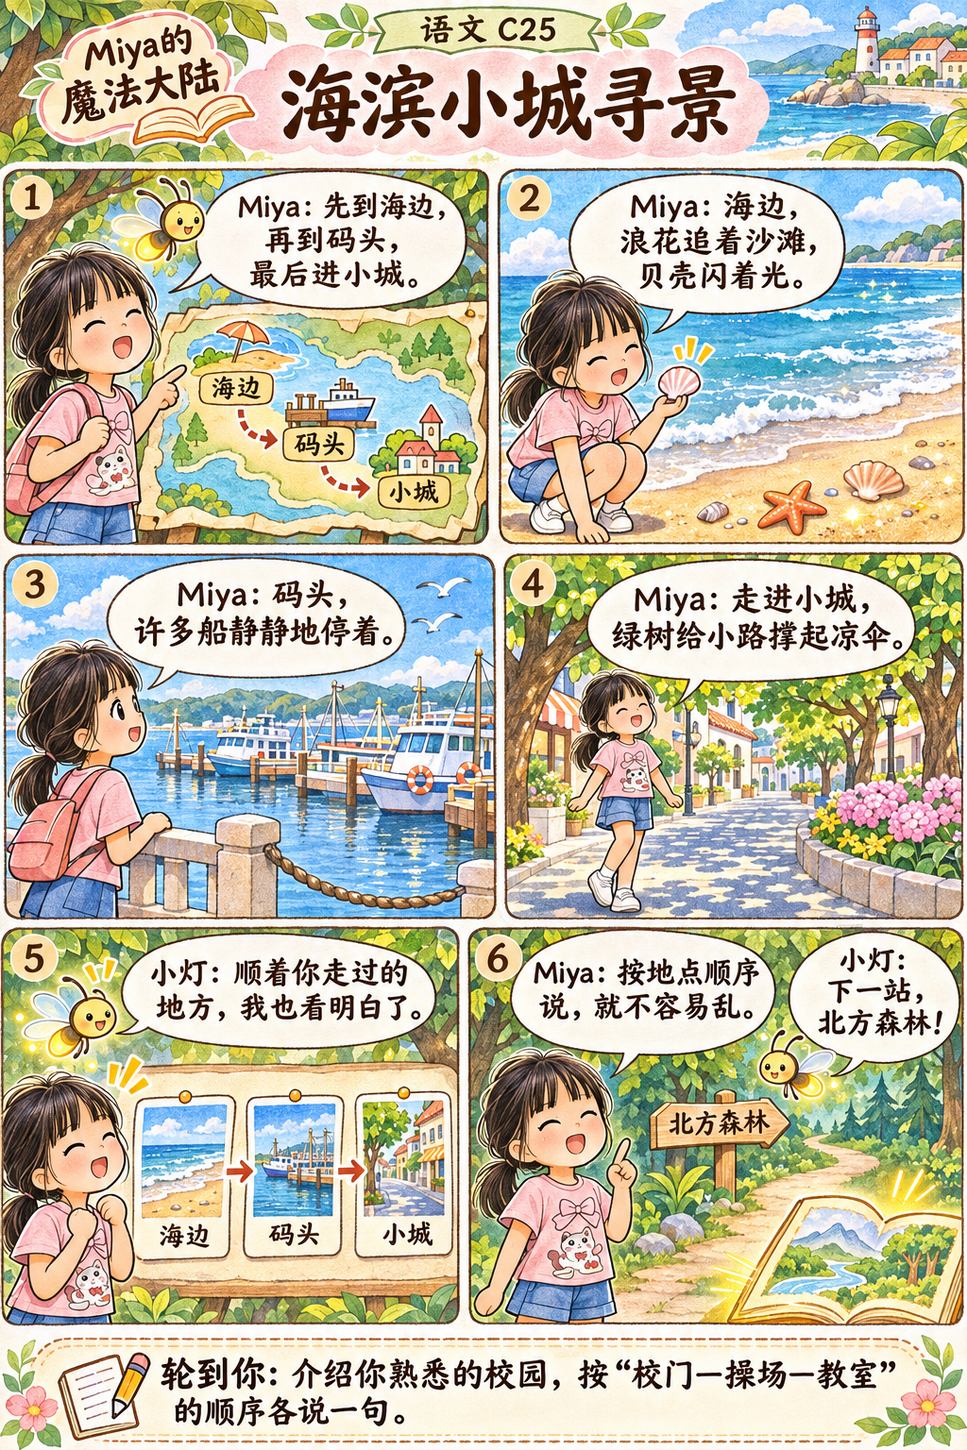 Miya的
魔法大陆
语文 C25
海滨小城寻景
1
Miya：先到海边，
再到码头，
最后进小城。
海边
码头
小城
2
Miya：海边，
浪花追着沙滩，
贝壳闪着光。
3
Miya：码头，
许多船静静地停着。
4
Miya：走进小城，
绿树给小路撑起凉伞。
5
小灯：顺着你走过的
地方，我也看明白了。
海边
码头
小城
6
Miya：按地点顺序
说，就不容易乱。
小灯：
下一站，
北方森林！
北方森林
轮到你：介绍你熟悉的校园，按“校门—操场—教室”
的顺序各说一句。